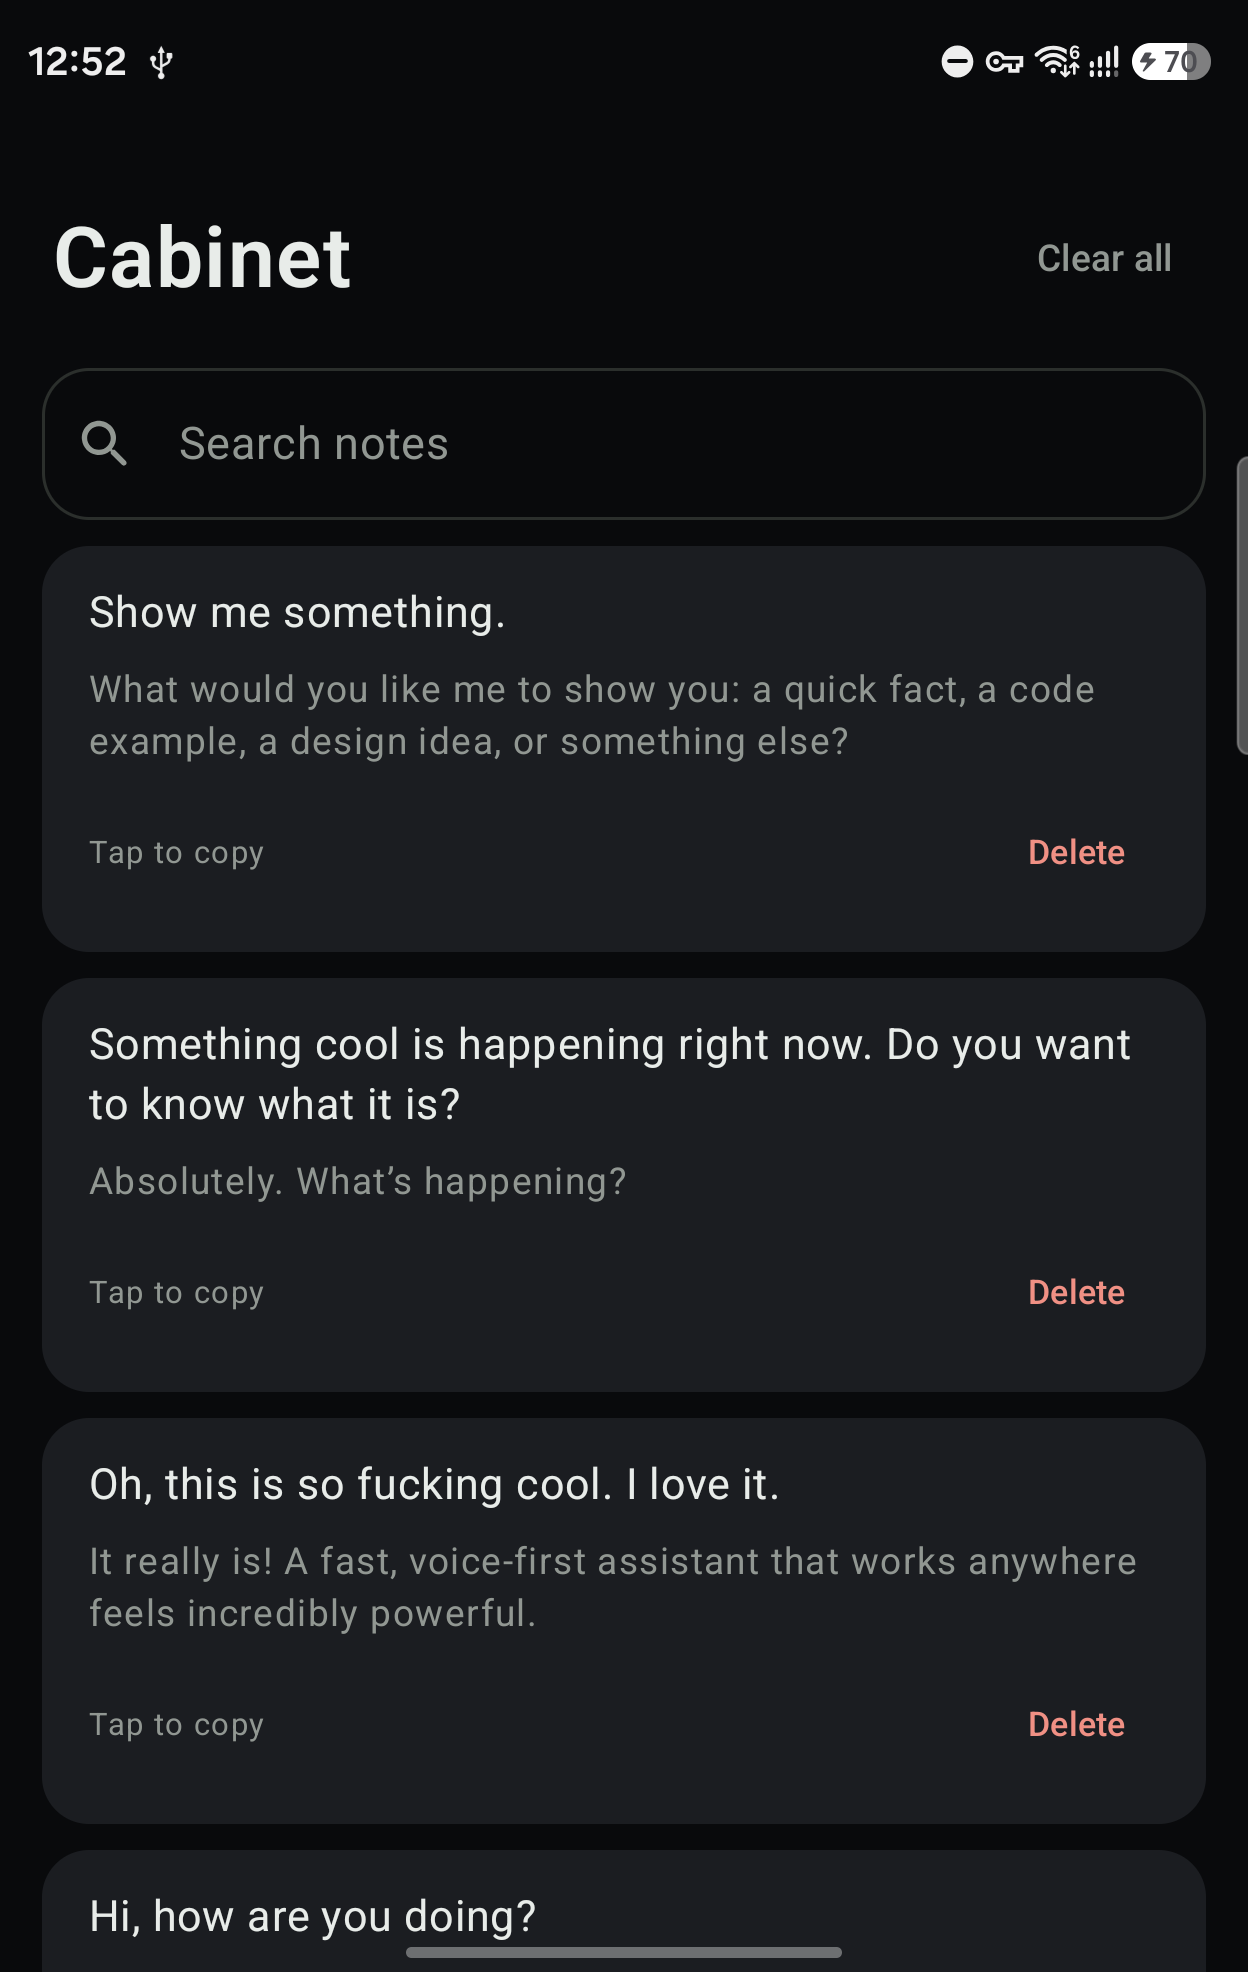 12:52
6
70
Cabinet
Clear all
Search notes
Show me something.
What would you like me to show you: a quick fact, a code
example, a design idea, or something else?
Tap to copy
Delete
Something cool is happening right now. Do you want
to know what it is?
Absolutely. What’s happening?
Tap to copy
Delete
Oh, this is so fucking cool. I love it.
It really is! A fast, voice-first assistant that works anywhere
feels incredibly powerful.
Tap to copy
Delete
Hi, how are you doing?